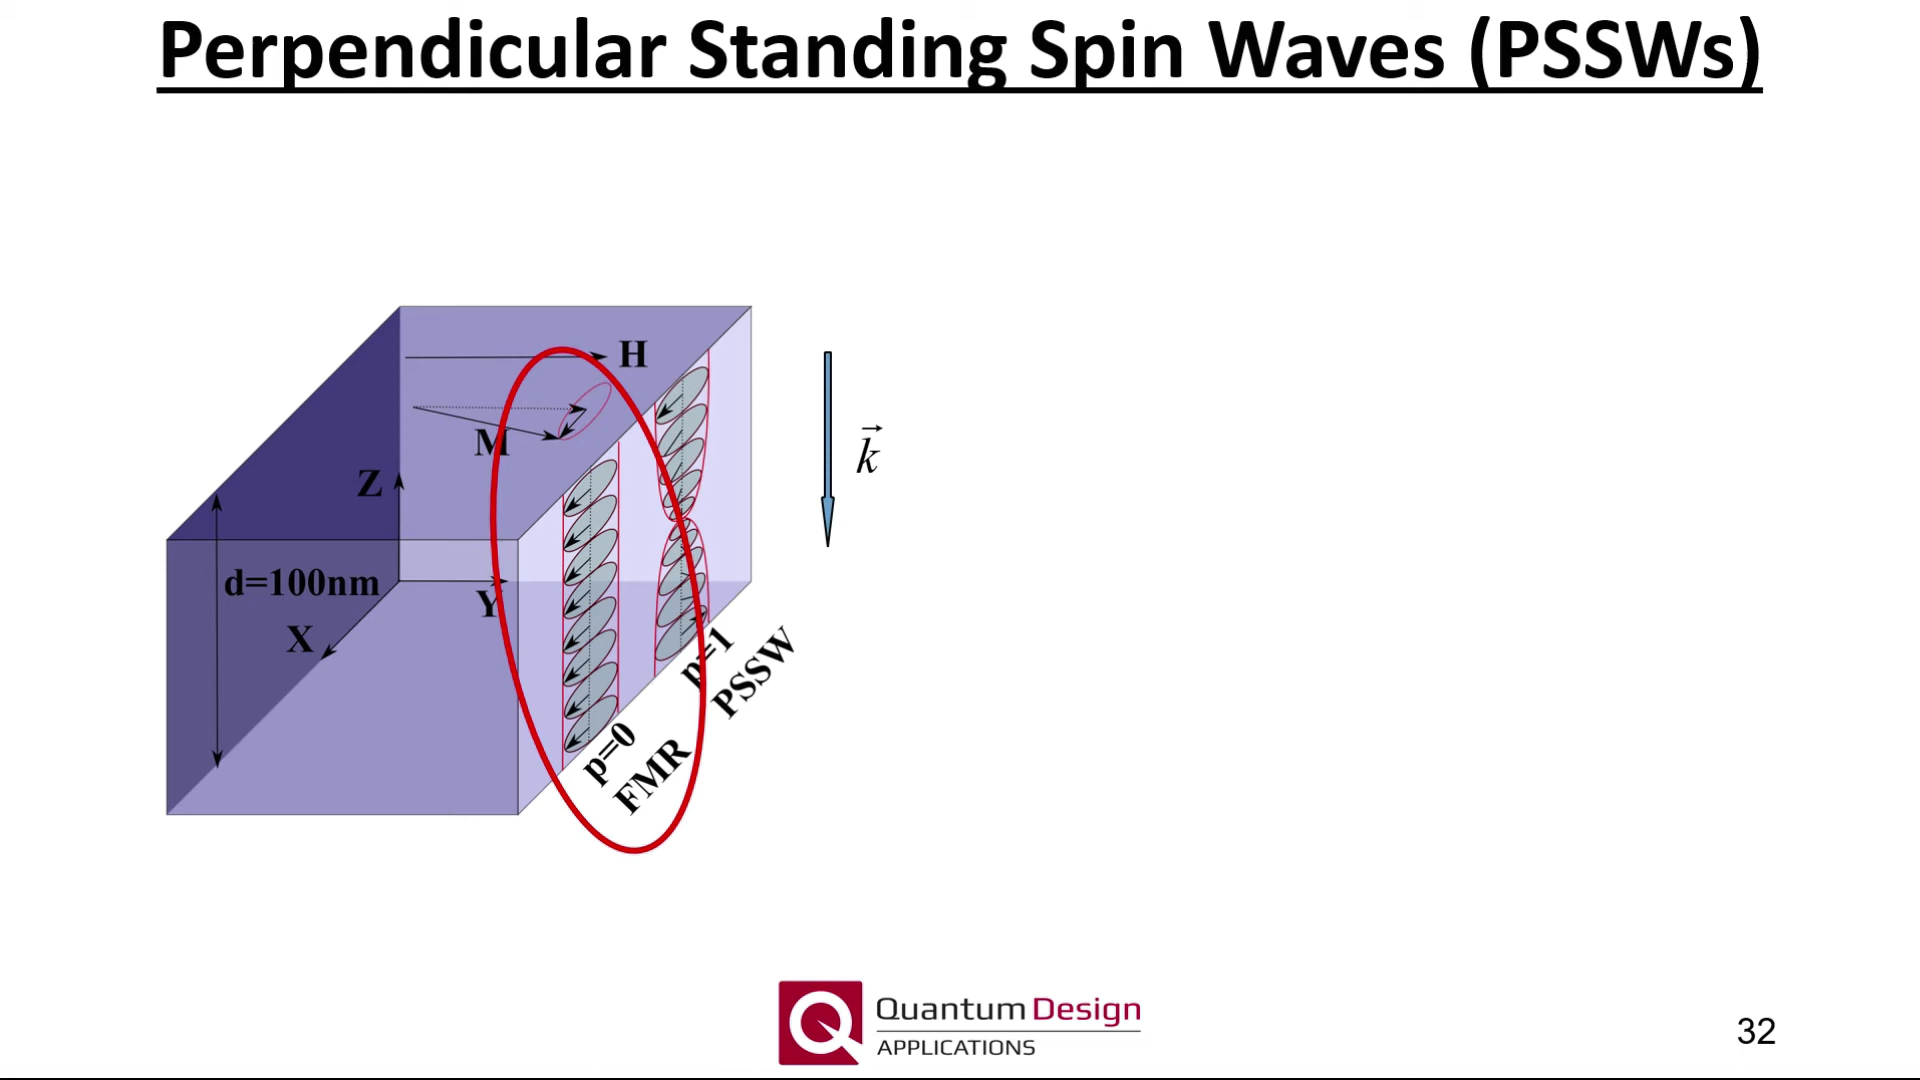 Perpendicular Standing Spin Waves (PSSWs)
H
M
Z
d=100nm
Y
X
p=1
PSSW
p=0
FMR
k
Quantum Design
APPLICATIONS
32